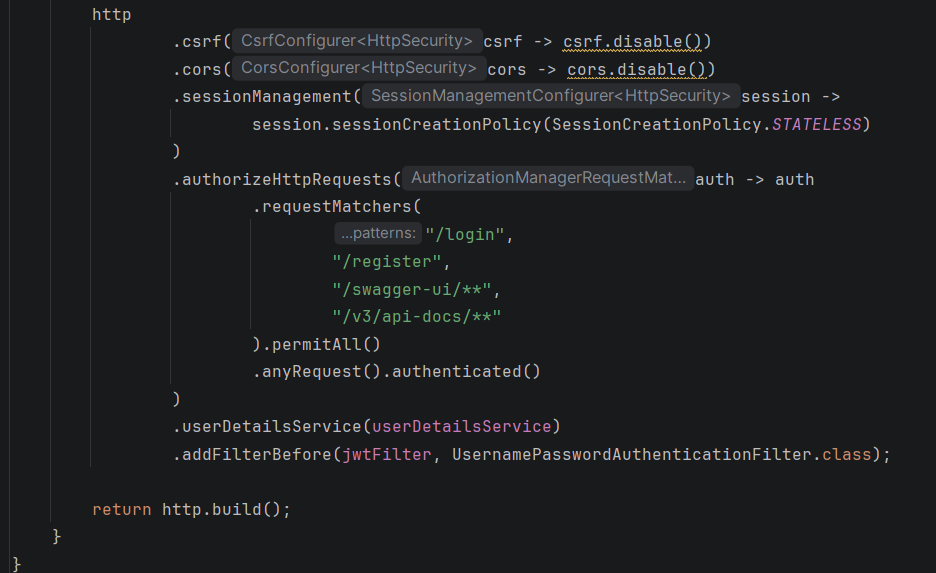 http
.csrf( CsrfConfigurer<HttpSecurity> csrf -> csrf.disable())
.cors( CorsConfigurer<HttpSecurity> cors -> cors.disable())
.sessionManagement( SessionManagementConfigurer<HttpSecurity> session ->
session.sessionCreationPolicy(SessionCreationPolicy.STATELESS)
)
.authorizeHttpRequests( AuthorizationManagerRequestMat... auth -> auth
.requestMatchers(
...patterns: "/login",
"/register",
"/swagger-ui/**",
"/v3/api-docs/**"
).permitAll()
.anyRequest().authenticated()
)
.userDetailsService(userDetailsService)
.addFilterBefore(jwtFilter, UsernamePasswordAuthenticationFilter.class);
return http.build();
}
}